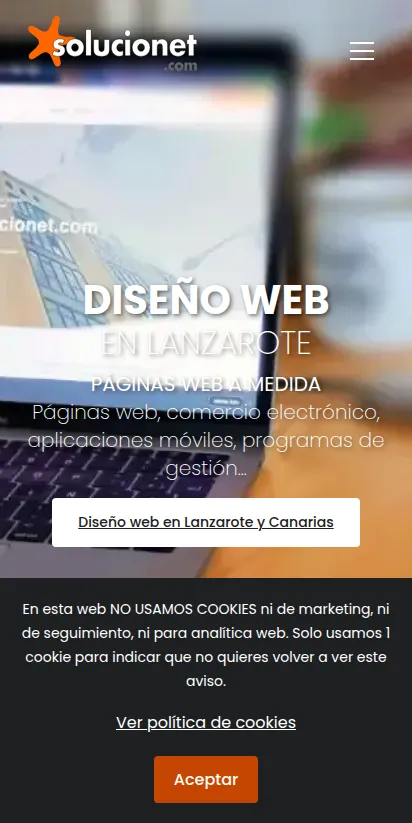 solucionet
.com
cionet.com
DISEÑO WEB
EN LANZAROTE
PÁGINAS WEB A MEDIDA
Páginas web, comercio electrónico,
aplicaciones móviles, programas de
gestión...
Diseño web en Lanzarote y Canarias
En esta web NO USAMOS COOKIES ni de marketing, ni
de seguimiento, ni para analítica web. Solo usamos 1
cookie para indicar que no quieres volver a ver este
aviso.
Ver política de cookies
Aceptar